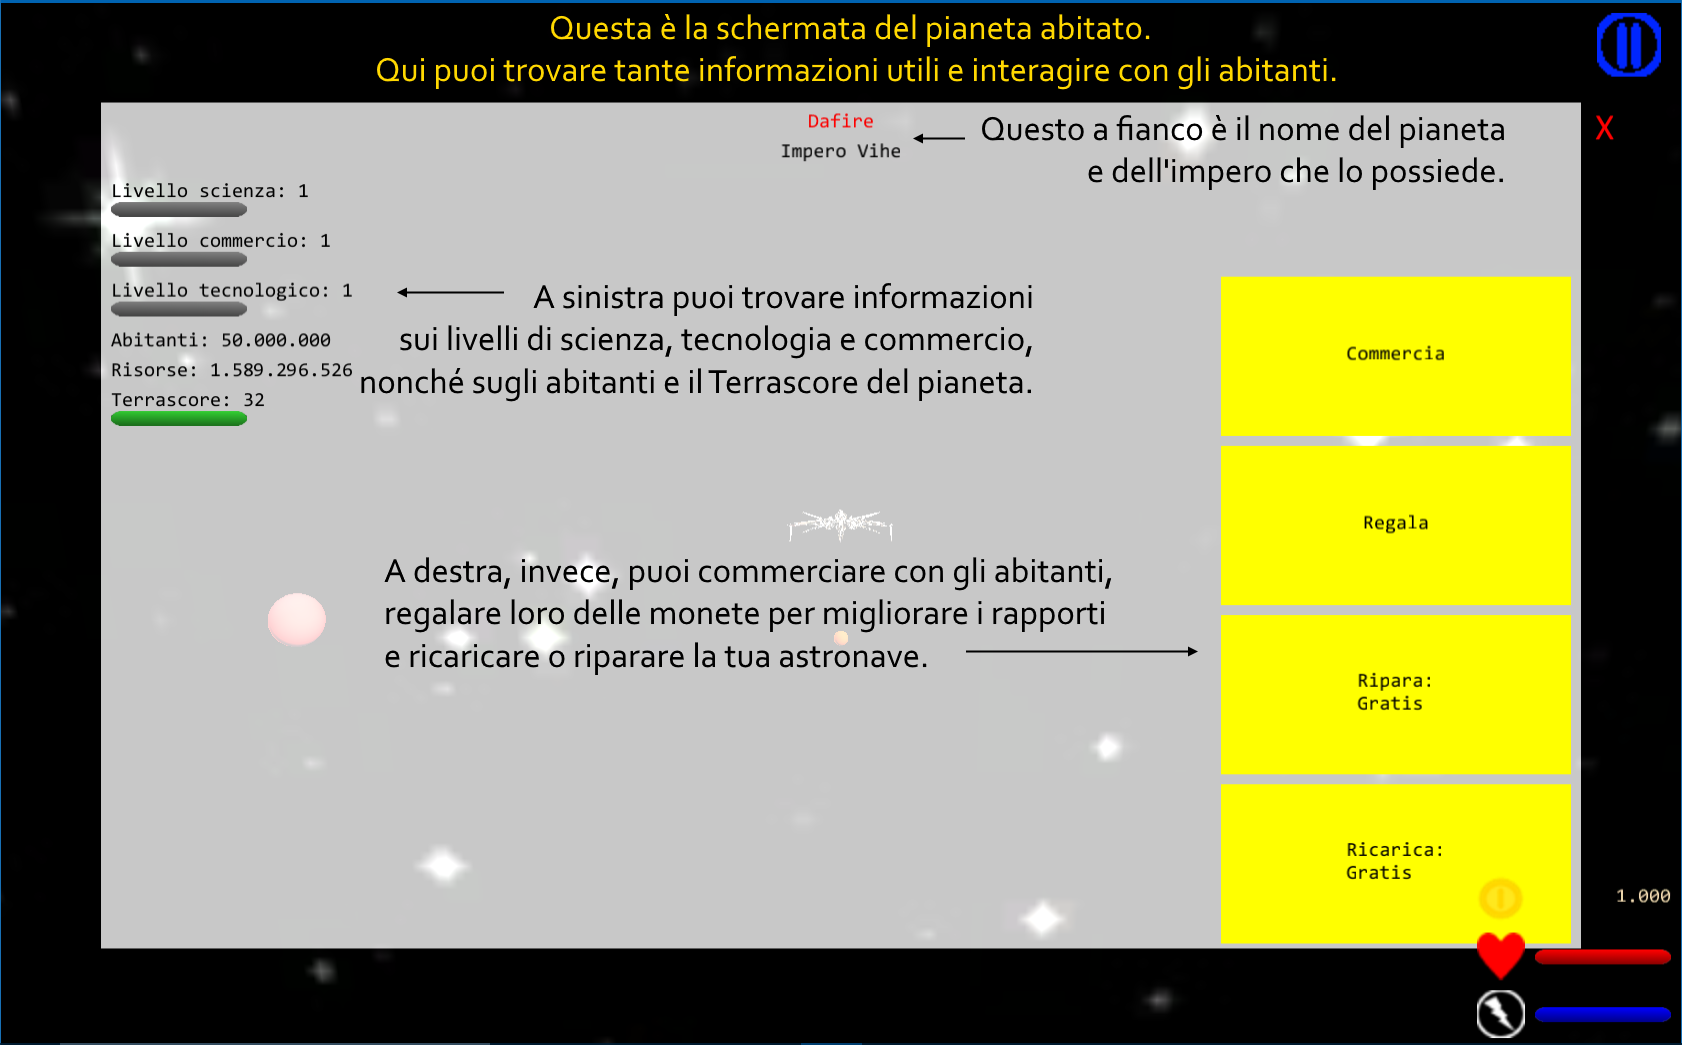 Questa è la schermata del pianeta abitato.
Qui puoi trovare tante informazioni utili e interagire con gli abitanti.
Dafire
Impero Vihe
Questo a fianco è il nome del pianeta
e dell'impero che lo possiede.
X
Livello scienza: 1
Livello commercio: 1
Livello tecnologico: 1
Abitanti: 50.000.000
Risorse: 1.589.296.526
Terrascore: 32
A sinistra puoi trovare informazioni
sui livelli di scienza, tecnologia e commercio,
nonché sugli abitanti e il Terrascore del pianeta.
Commercia
Regala
A destra, invece, puoi commerciare con gli abitanti,
regalare loro delle monete per migliorare i rapporti
e ricaricare o riparare la tua astronave.
Ripara:
Gratis
Ricarica:
Gratis
1.000